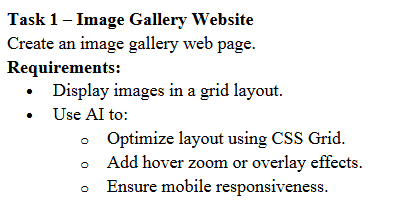 Task 1 – Image Gallery Website
Create an image gallery web page.
Requirements:
• Display images in a grid layout.
• Use AI to:
o Optimize layout using CSS Grid.
o Add hover zoom or overlay effects.
o Ensure mobile responsiveness.